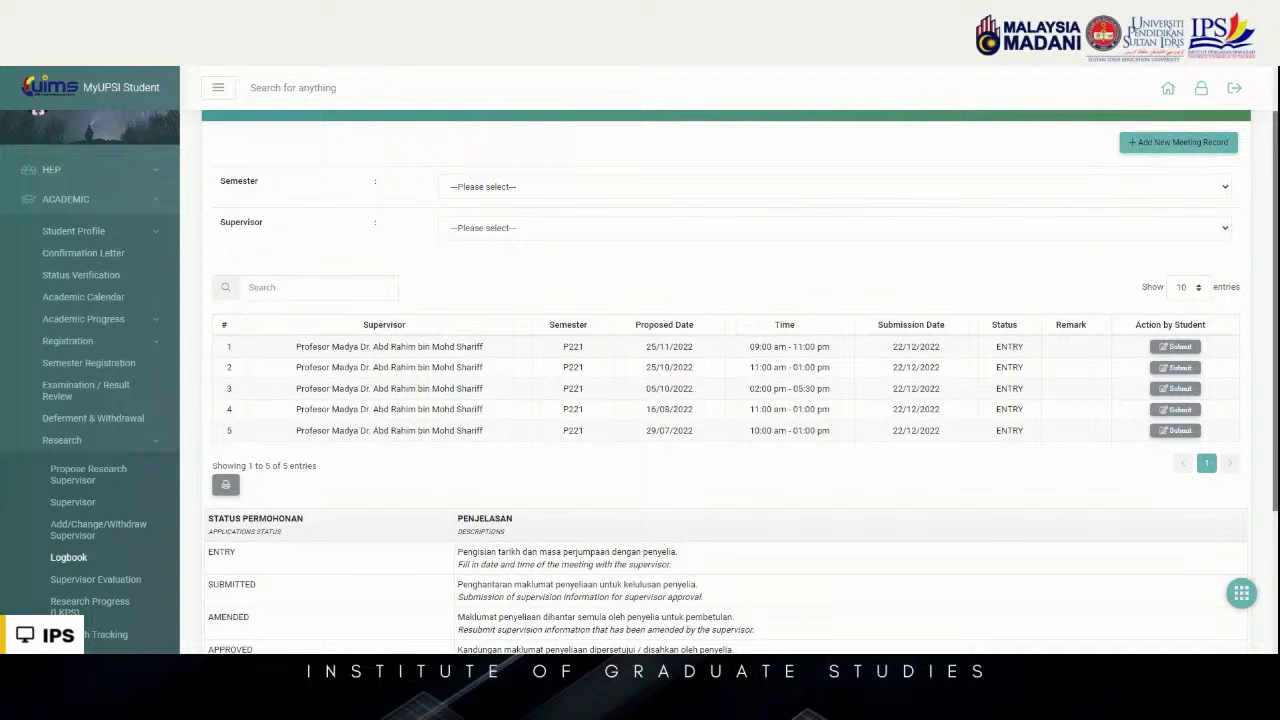 MALAYSIA
MADANI
UNIVERSITI
PENDIDIKAN
SULTAN IDRIS
SULTAN IDRIS EDUCATION UNIVERSITY
IPS
uims MyUPSI Student
Search for anything
+ Add New Meeting Record
HEP
ACADEMIC
Student Profile
Confirmation Letter
Status Verification
Academic Calendar
Academic Progress
Registration
Semester Registration
Examination / Result
Review
Deferment & Withdrawal
Research
Propose Research
Supervisor
Supervisor
Add/Change/Withdraw
Supervisor
Logbook
Supervisor Evaluation
Research Progress
(LKPS)
h Tracking
IPS
Semester : ---Please select---
Supervisor : ---Please select---
Search
Show 10 entries
# Supervisor Semester Proposed Date Time Submission Date Status Remark Action by Student
1 Profesor Madya Dr. Abd Rahim bin Mohd Shariff P221 25/11/2022 09:00 am - 11:00 pm 22/12/2022 ENTRY Submit
2 Profesor Madya Dr. Abd Rahim bin Mohd Shariff P221 25/10/2022 11:00 am - 01:00 pm 22/12/2022 ENTRY Submit
3 Profesor Madya Dr. Abd Rahim bin Mohd Shariff P221 05/10/2022 02:00 pm - 05:30 pm 22/12/2022 ENTRY Submit
4 Profesor Madya Dr. Abd Rahim bin Mohd Shariff P221 16/08/2022 11:00 am - 01:00 pm 22/12/2022 ENTRY Submit
5 Profesor Madya Dr. Abd Rahim bin Mohd Shariff P221 29/07/2022 10:00 am - 01:00 pm 22/12/2022 ENTRY Submit
Showing 1 to 5 of 5 entries
1
STATUS PERMOHONAN PENJELASAN
APPLICATIONS STATUS DESCRIPTIONS
ENTRY Pengisian tarikh dan masa perjumpaan dengan penyelia.
Fill in date and time of the meeting with the supervisor.
SUBMITTED Penghantaran maklumat penyeliaan untuk kelulusan penyelia.
Submission of supervision information for supervisor approval.
AMENDED Maklumat penyeliaan dihantar semula oleh penyelia untuk pembetulan.
Resubmit supervision information that has been amended by the supervisor.
APPROVED Kandungan maklumat penyeliaan dipersetujui / disahkan oleh penyelia.
INSTITUTE OF GRADUATE STUDIES